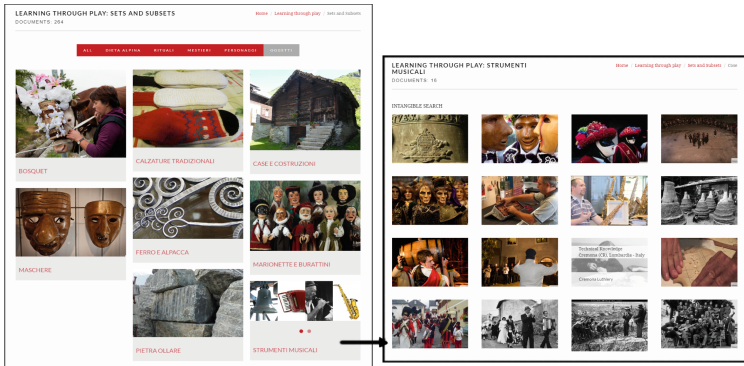 LEARNING THROUGH PLAY: SETS AND SUBSETS
Home / Learning through play / Sets and Subsets
DOCUMENTS: 264
ALL DIETA ALPINA RITUALI MESTIERI PERSONAGGI OGGETTI
BOSQUET
CALZATURE TRADIZIONALI
CASE E COSTRUZIONI
MASCHERE
FERRO E ALPACCA
MARIONETTE E BURATTINI
PIETRA OLLARE
STRUMENTI MUSICALI
LEARNING THROUGH PLAY: STRUMENTI
MUSICALI
Home / Learning through play / Sets and Subsets /
DOCUMENTS: 16
INTANGIBLE SEARCH
Technical Knowledge
Cremona (CR), Lombardia - Italy
Cremona Luthiery